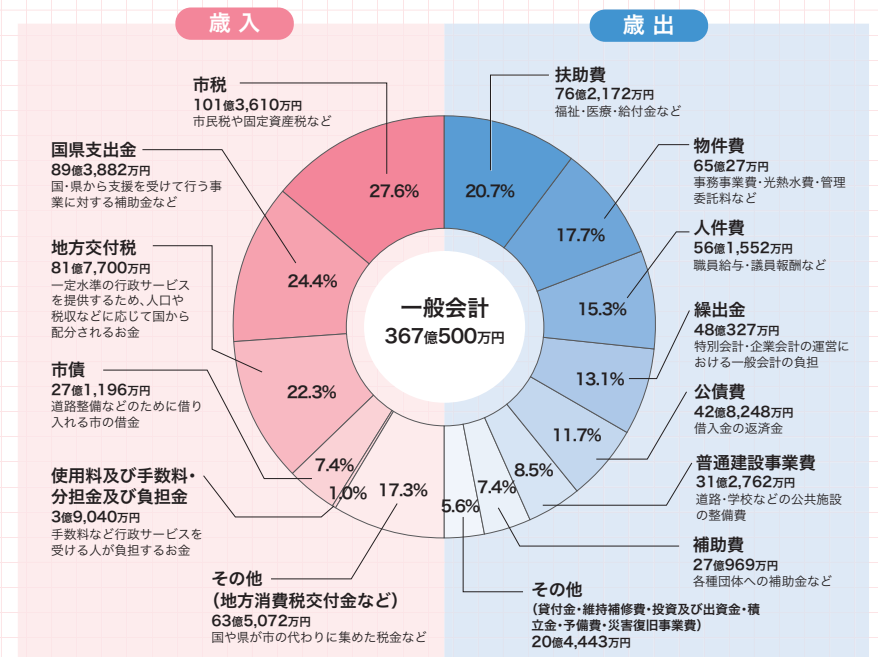 歳入
歳出
市税
101億3,610万円
市民税や固定資産税など
国県支出金
89億3,882万円
国・県から支援を受けて行う事
業に対する補助金など
地方交付税
81億7,700万円
一定水準の行政サービス
を提供するため、人口や
税収などに応じて国から
配分されるお金
市債
27億1,196万円
道路整備などのために借り
入れる市の借金
使用料及び手数料・
分担金及び負担金
3億9,040万円
手数料など行政サービスを
受ける人が負担するお金
その他
(地方消費税交付金など)
63億5,072万円
国や県が市の代わりに集めた税金など
27.6%
24.4%
22.3%
7.4%
1.0%
17.3%
一般会計
367億500万円
20.7%
17.7%
15.3%
13.1%
11.7%
8.5%
7.4%
5.6%
扶助費
76億2,172万円
福祉・医療・給付金など
物件費
65億27万円
事務事業費・光熱水費・管理
委託料など
人件費
56億1,552万円
職員給与・議員報酬など
繰出金
48億327万円
特別会計・企業会計の運営に
おける一般会計の負担
公債費
42億8,248万円
借入金の返済金
普通建設事業費
31億2,762万円
道路・学校などの公共施設
の整備費
補助費
27億969万円
各種団体への補助金など
その他
(貸付金・維持補修費・投資及び出資金・積
立金・予備費・災害復旧事業費)
20億4,443万円